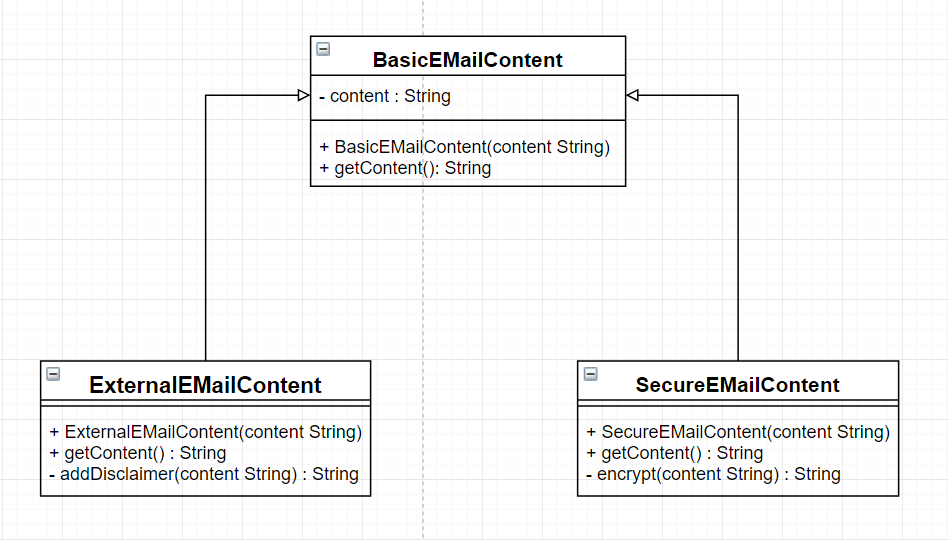 BasicEMailContent
- content : String
+ BasicEMailContent(content String)
+ getContent(): String
ExternalEMailContent
+ ExternalEMailContent(content String)
+ getContent() : String
- addDisclaimer(content String) : String
SecureEMailContent
+ SecureEMailContent(content String)
+ getContent() : String
- encrypt(content String) : String